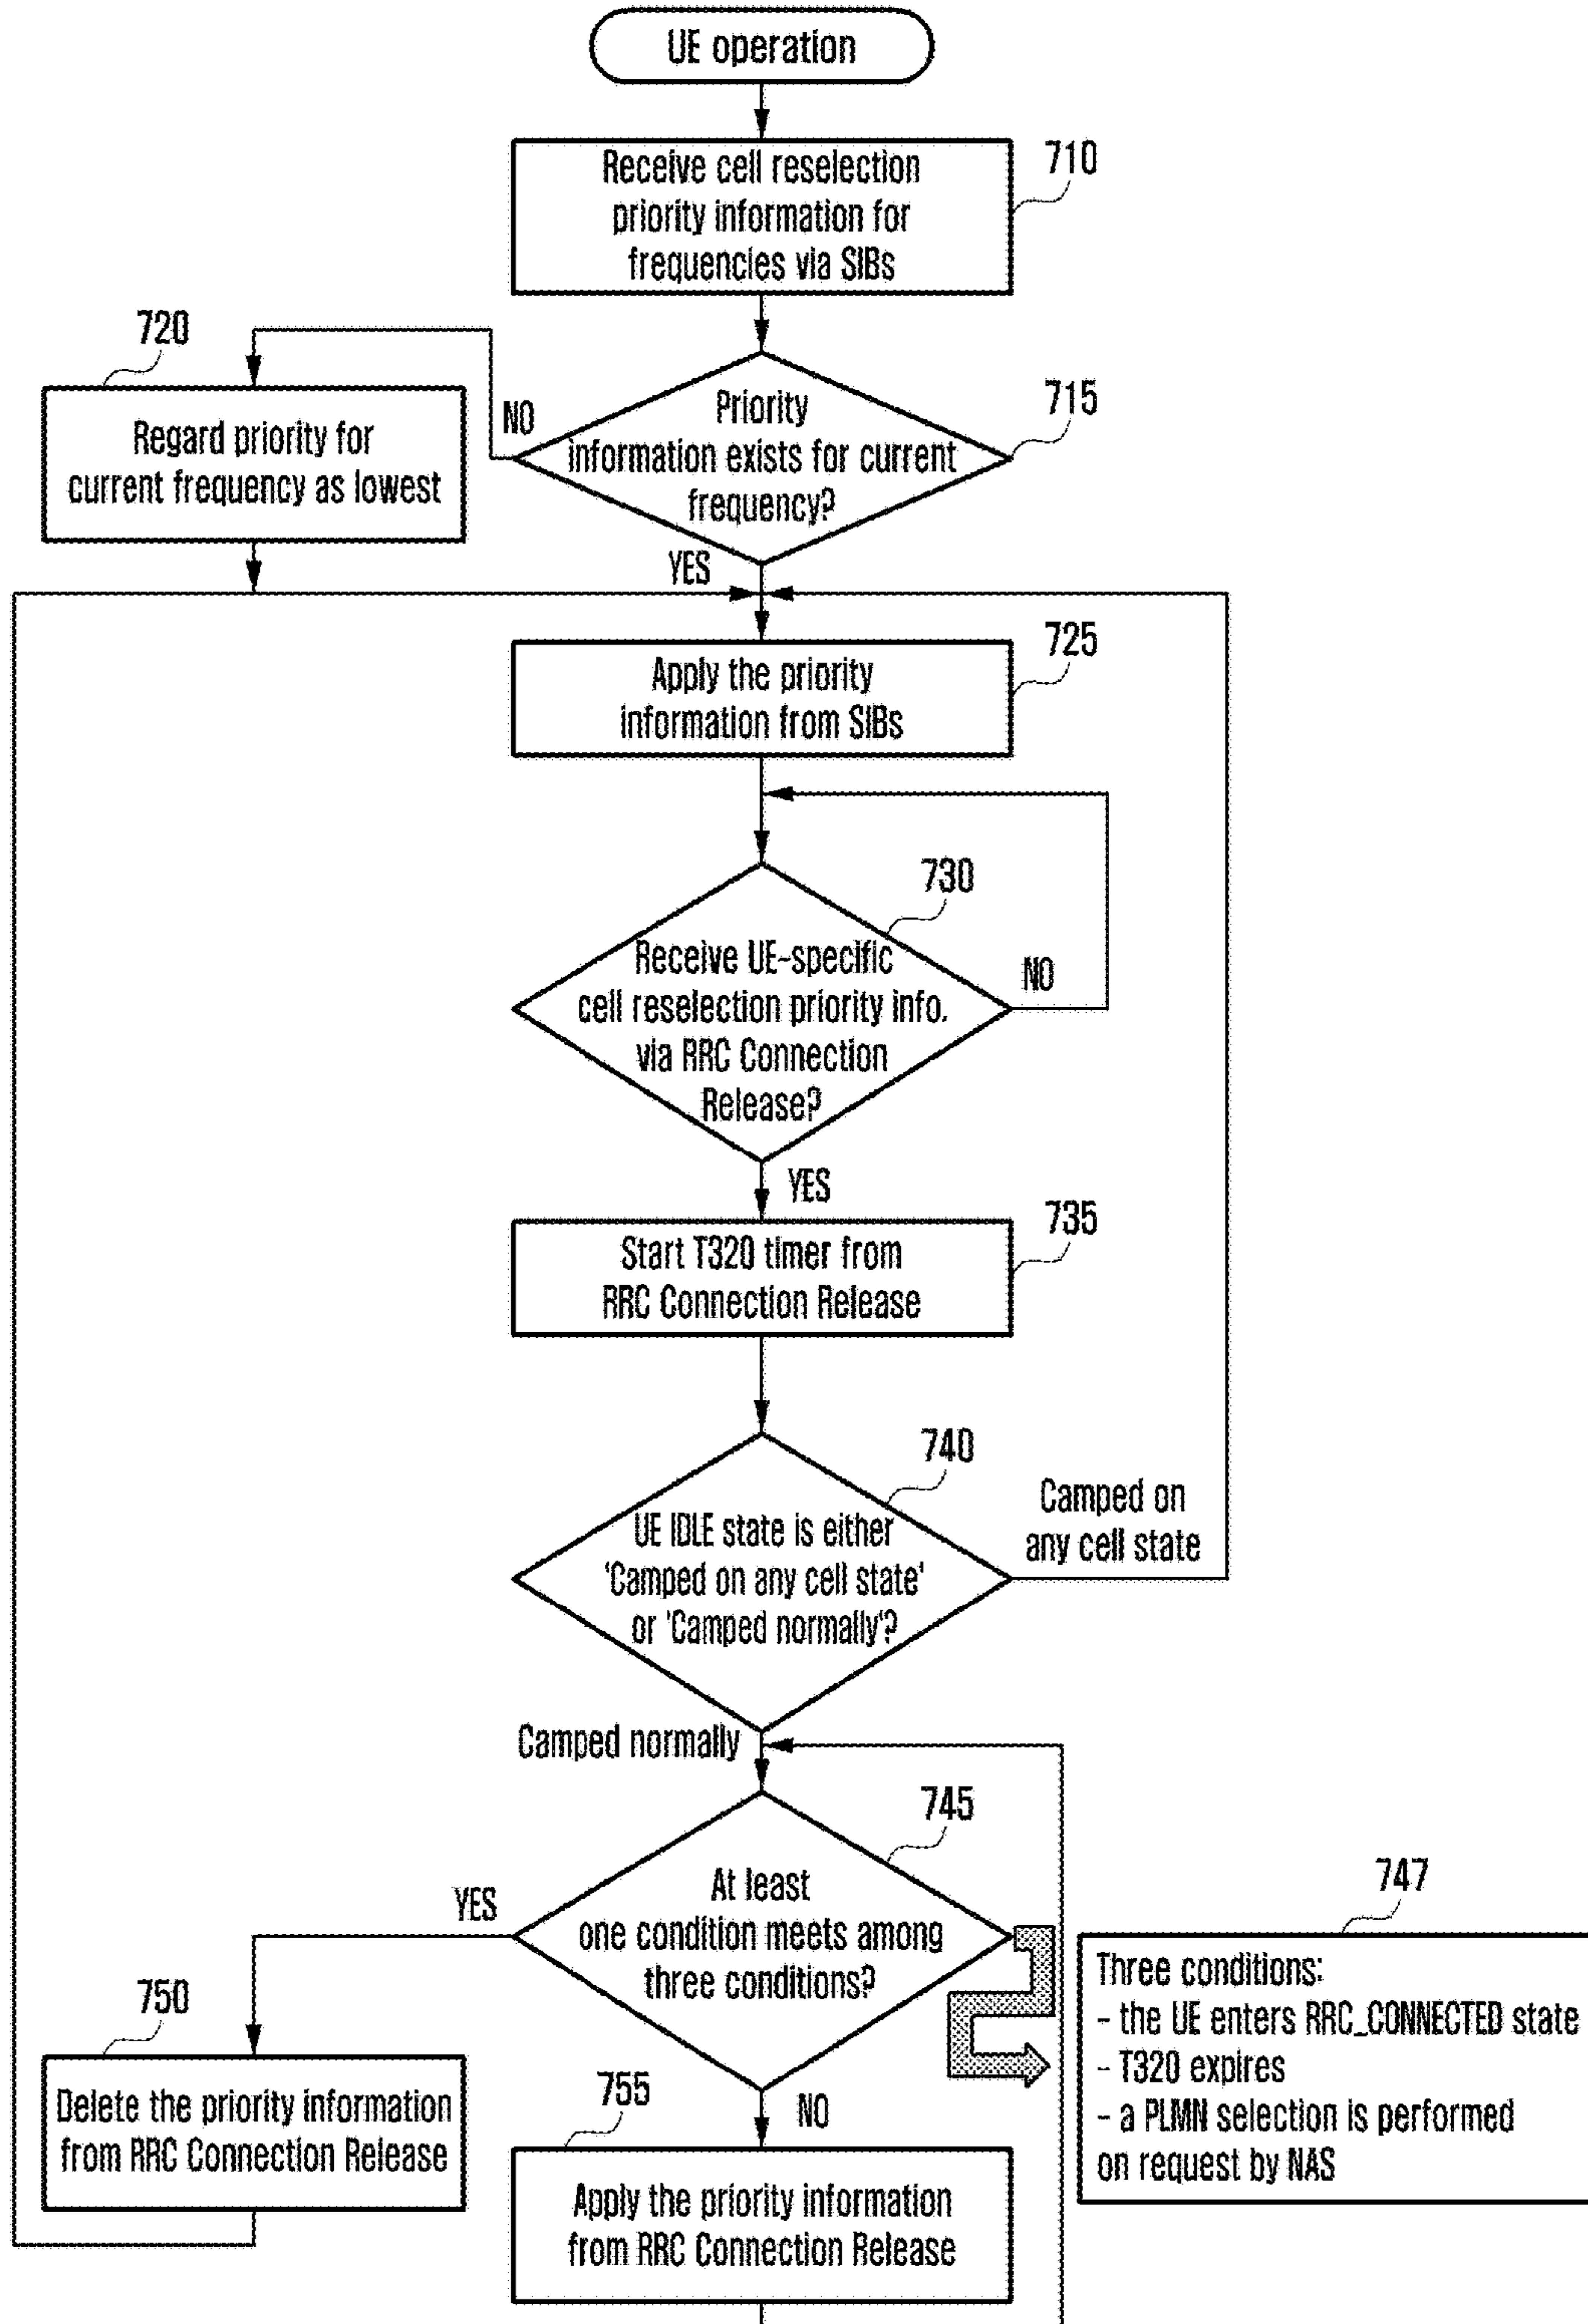 UE operation
Receive cell reselection
priority information for
frequencies via SIBs
710
720
Regard priority for
current frequency as lowest
NO
Priority
information exists for current
frequency?
715
YES
Apply the priority
information from SIBs
725
730
Receive UE-specific
cell reselection priority info.
via RRC Connection
Release?
NO
YES
Start T320 timer from
RRC Connection Release
735
740
UE IDLE state is either
'Camped on any cell state'
or 'Camped normally'?
Camped on
any cell state
Camped normally
745
At least
one condition meets among
three conditions?
YES
747
Three conditions:
- the UE enters RRC_CONNECTED state
- T320 expires
- a PLMN selection is performed
on request by NAS
750
Delete the priority information
from RRC Connection Release
NO
755
Apply the priority information
from RRC Connection Release